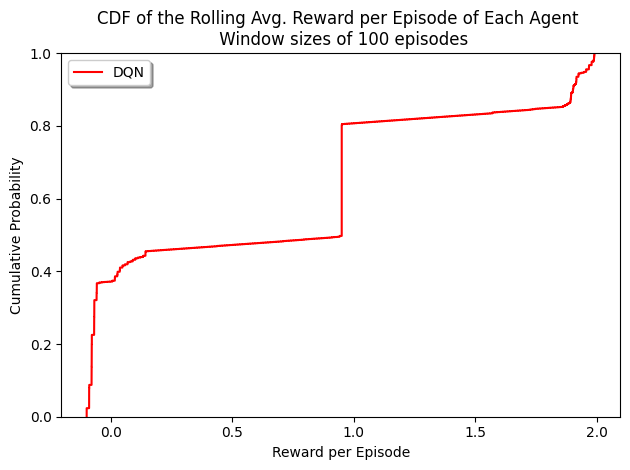 CDF of the Rolling Avg. Reward per Episode of Each Agent
Window sizes of 100 episodes
DQN
Cumulative Probability
1.0
0.8
0.6
0.4
0.2
0.0
0.0 0.5 1.0 1.5 2.0
Reward per Episode